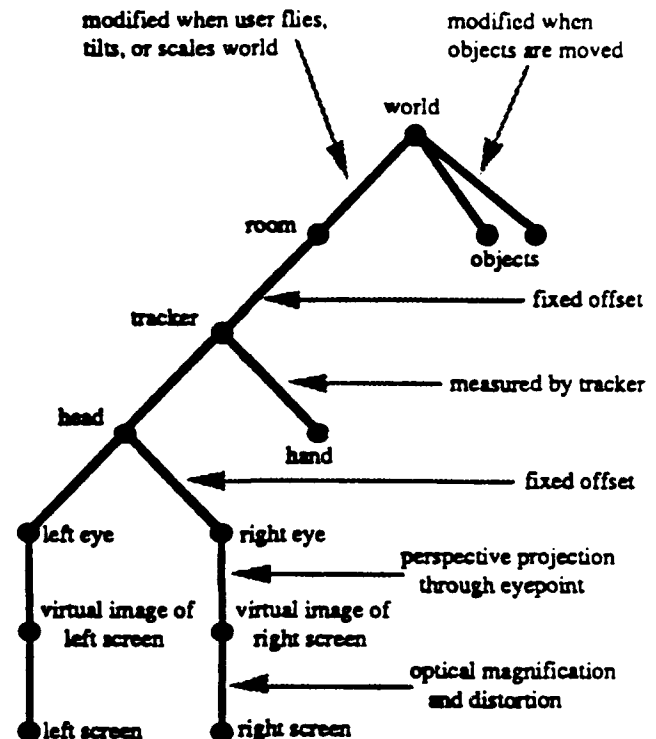 modified when user flies,
tilts, or scales world
modified when
objects are moved
world
room
objects
fixed offset
tracker
measured by tracker
head
hand
fixed offset
left eye
right eye
perspective projection
through eyepoint
virtual image of
left screen
virtual image of
right screen
optical magnification
and distortion
left screen
right screen